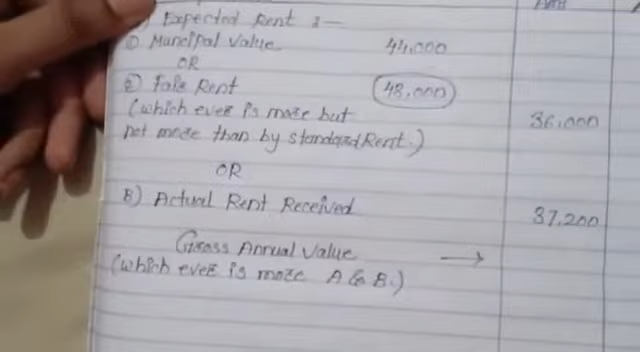 Expected Rent :—
① Muncipal Value 44,000
OR
② Fair Rent 48,000
(which ever is more but 36,000
not more than by standard Rent.)
OR
B) Actual Rent Received 37,200
Gross Annual Value →
(which ever is more A & B.)